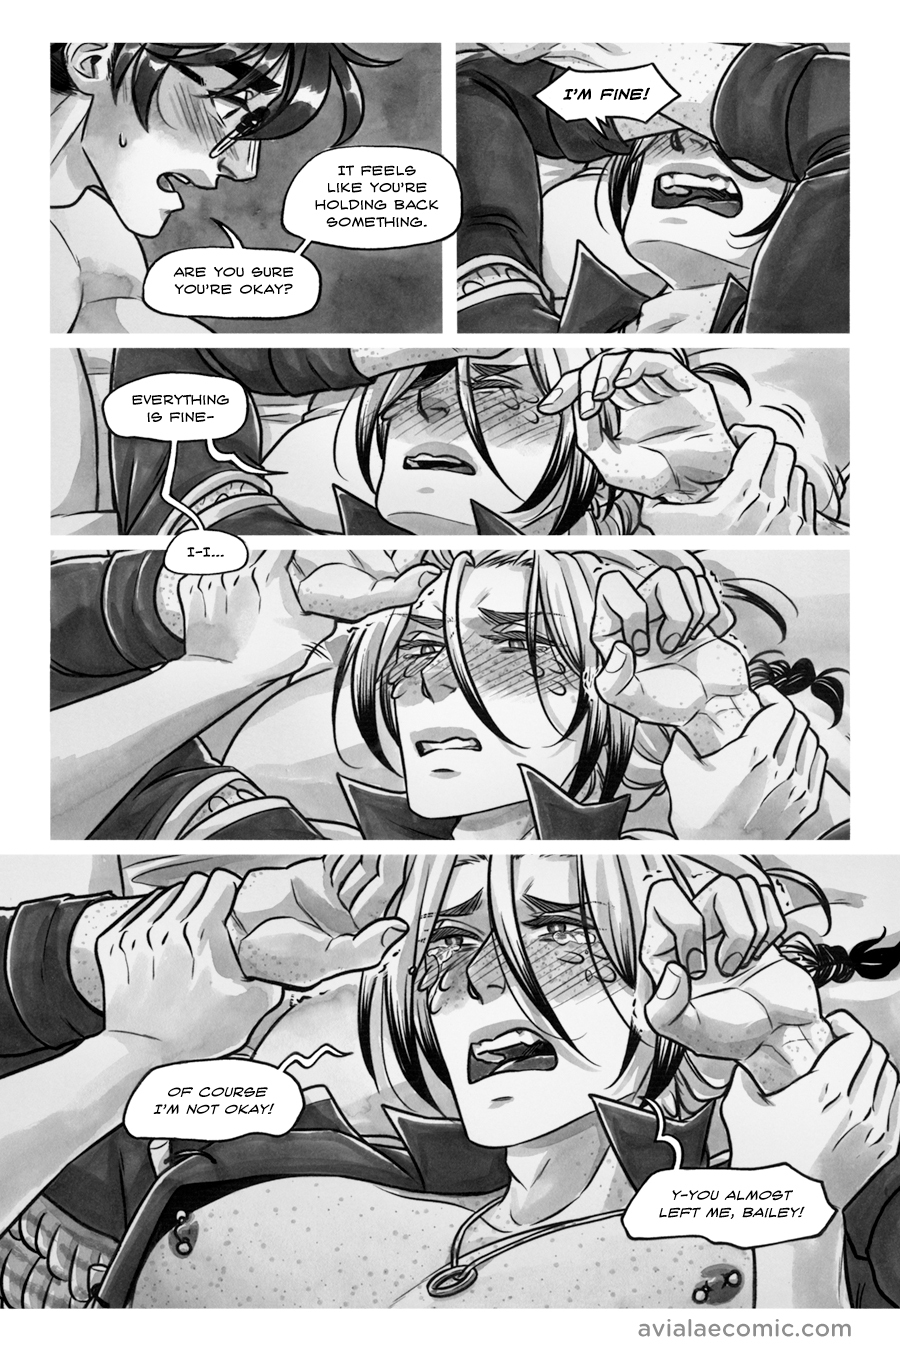 IT FEELS
LIKE YOU'RE
HOLDING BACK
SOMETHING.
ARE YOU SURE
YOU'RE OKAY?
I'M FINE!
EVERYTHING
IS FINE-
I-I...
OF COURSE
I'M NOT OKAY!
Y-YOU ALMOST
LEFT ME, BAILEY!
avialaecomic.com